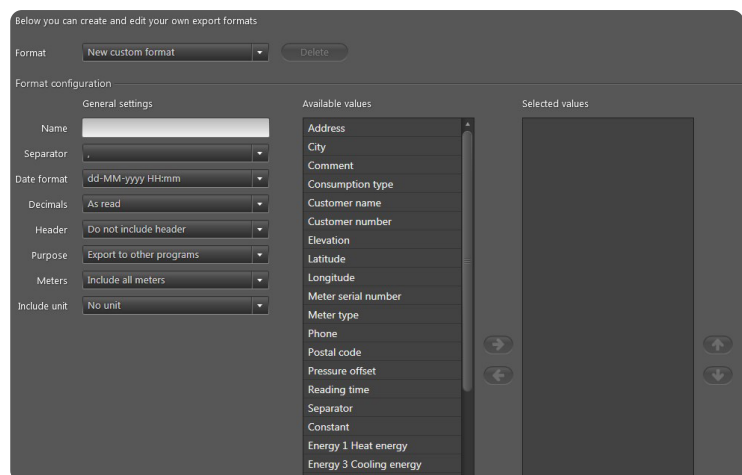 Below you can create and edit your own export formats
Format
New custom format
Delete
Format configuration
General settings
Name
Separator
,
Date format
dd-MM-yyyy HH:mm
Decimals
As read
Header
Do not include header
Purpose
Export to other programs
Meters
Include all meters
Include unit
No unit
Available values
Address
City
Comment
Consumption type
Customer name
Customer number
Elevation
Latitude
Longitude
Meter serial number
Meter type
Phone
Postal code
Pressure offset
Reading time
Separator
Constant
Energy 1 Heat energy
Energy 3 Cooling energy
Selected values